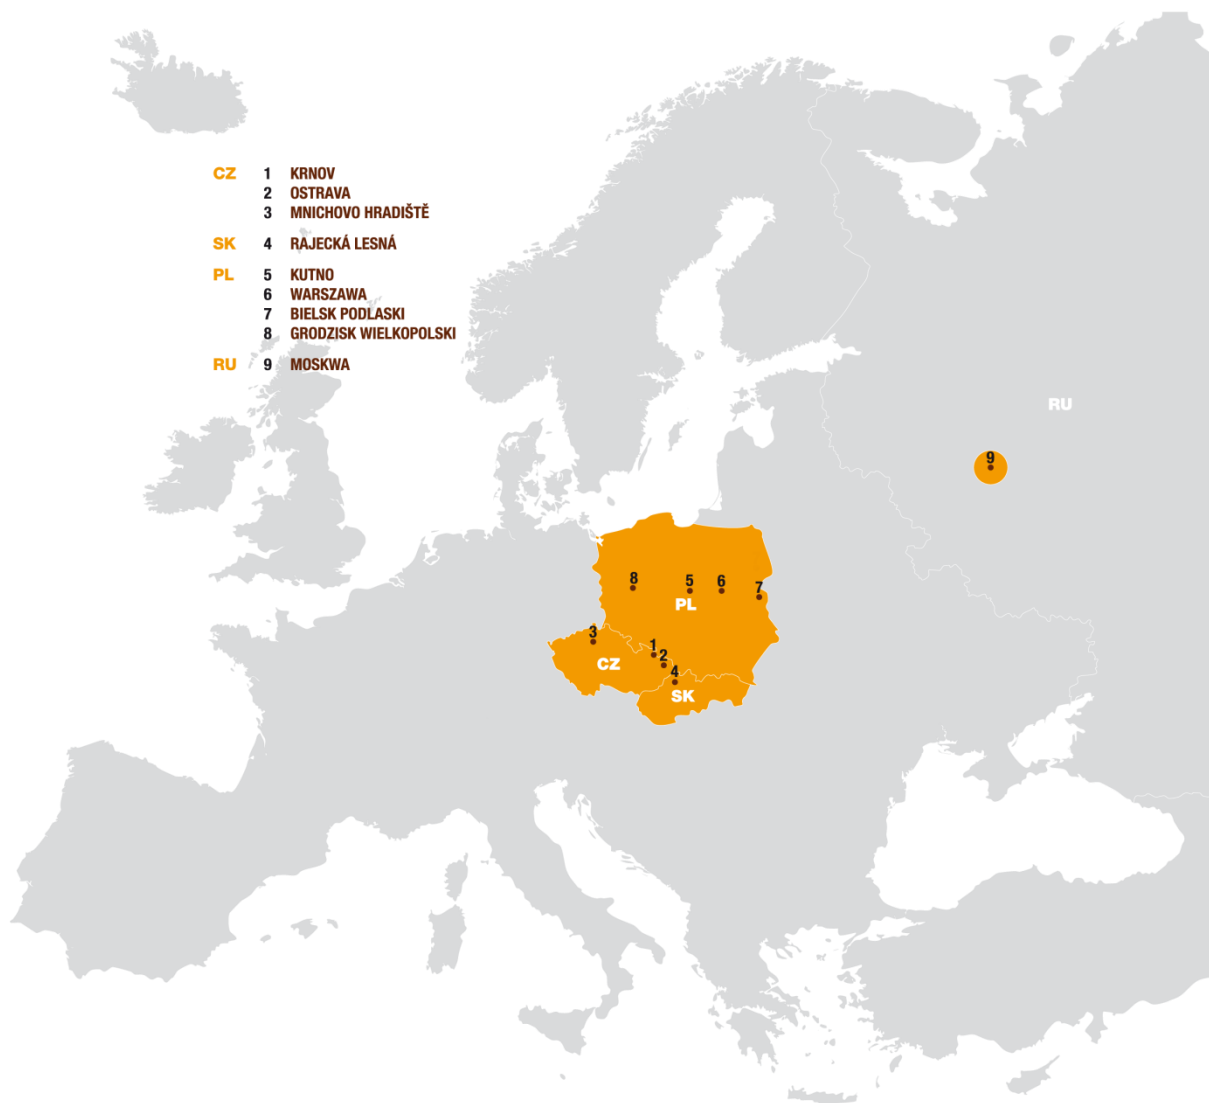 CZ 1 KRNOV
2 OSTRAVA
3 MNICHOVO HRADIŠTĚ
SK 4 RAJECKÁ LESNÁ
PL 5 KUTNO
6 WARSZAWA
7 BIELSK PODLASKI
8 GRODZISK WIELKOPOLSKI
RU 9 MOSKWA
RU
9
8 5 6 7
PL
3 1
CZ 2
4
SK